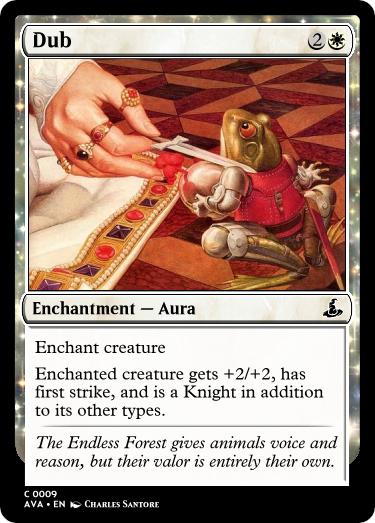 Dub
2
Enchantment — Aura
Enchant creature
Enchanted creature gets +2/+2, has
first strike, and is a Knight in addition
to its other types.
The Endless Forest gives animals voice and
reason, but their valor is entirely their own.
C 0009
AVA • EN Charles Santore